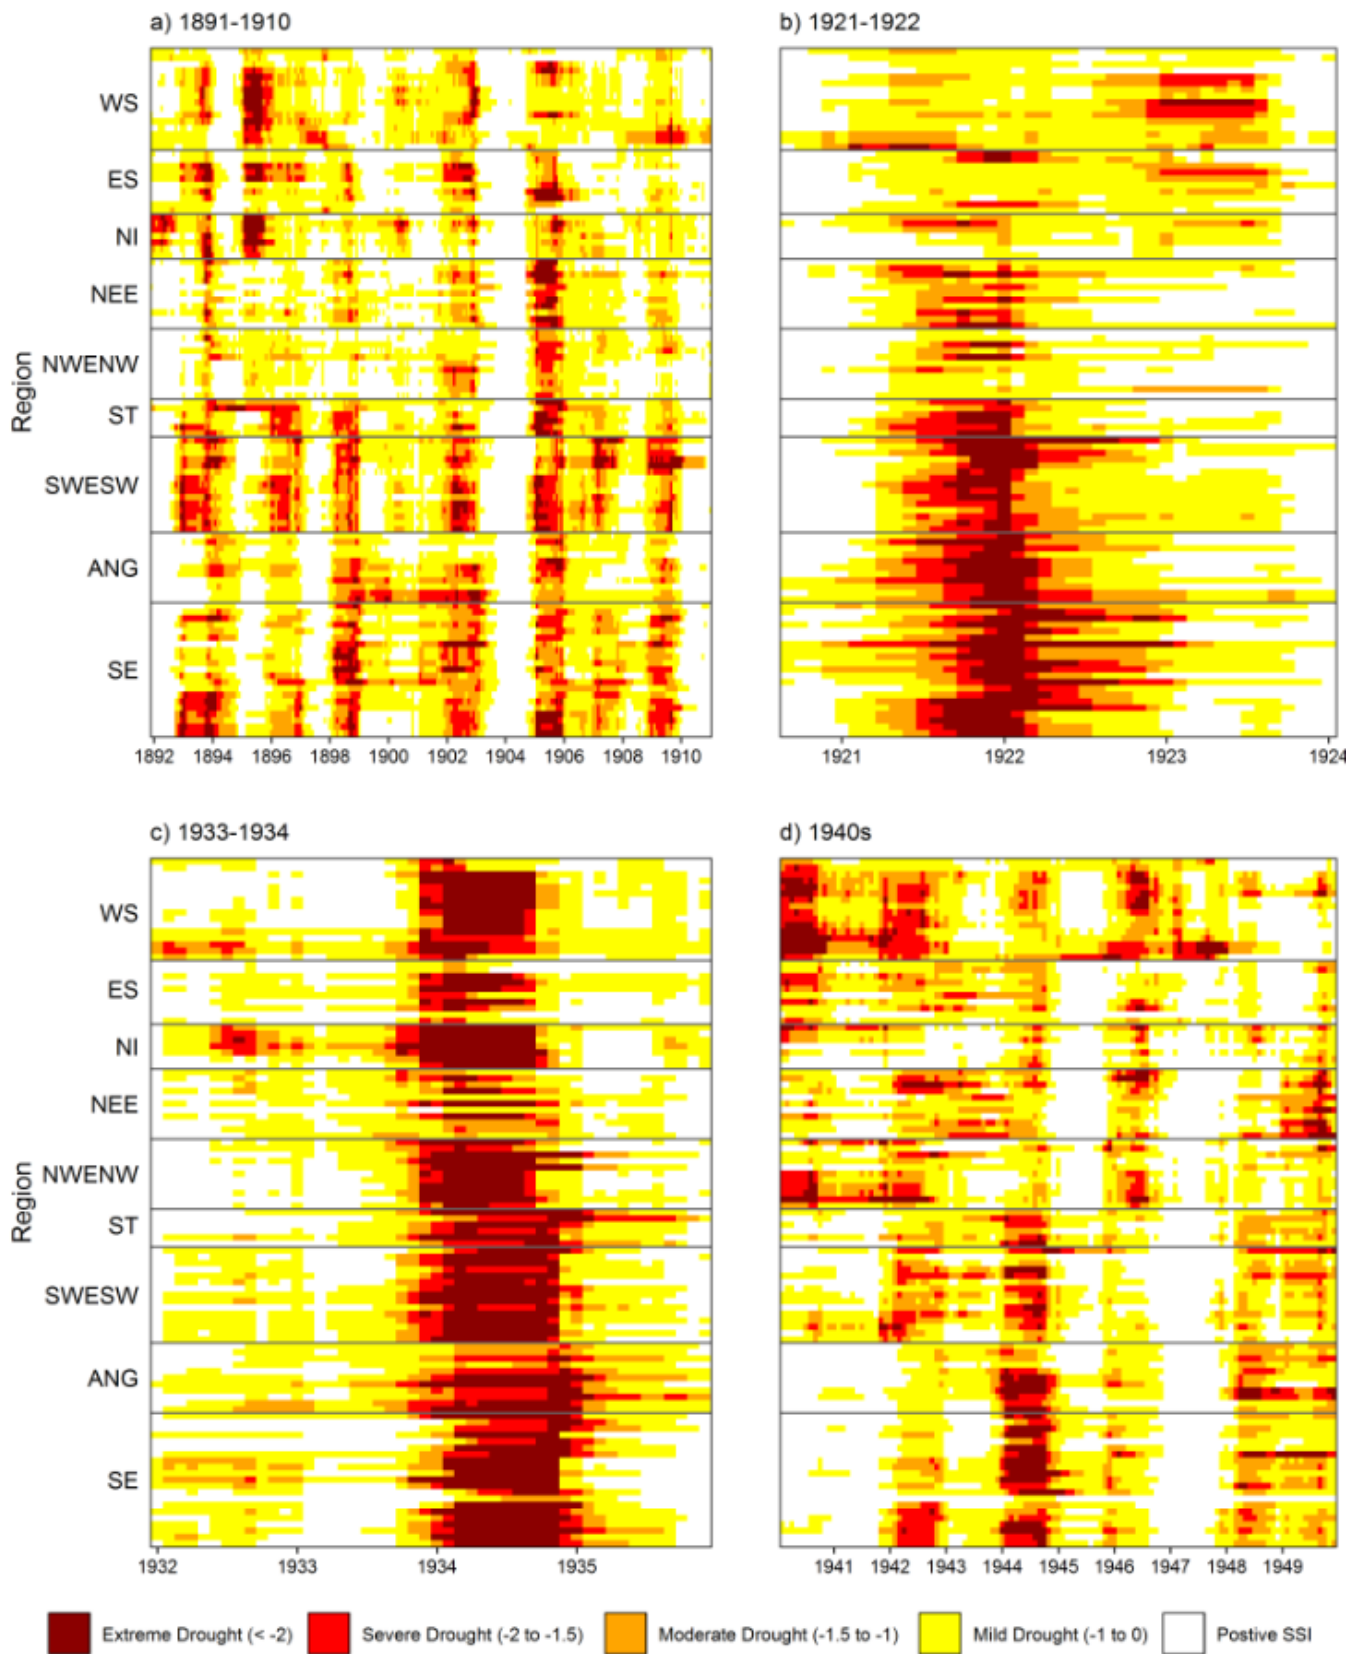 a) 1891-1910
b) 1921-1922
WS
ES
NI
NEE
NWENW
ST
SWESW
ANG
SE
Region
1892 1894 1896 1898 1900 1902 1904 1906 1908 1910
1921 1922 1923 1924
c) 1933-1934
d) 1940s
WS
ES
NI
NEE
NWENW
ST
SWESW
ANG
SE
Region
1932 1933 1934 1935
1941 1942 1943 1944 1945 1946 1947 1948 1949
Extreme Drought (< -2) Severe Drought (-2 to -1.5) Moderate Drought (-1.5 to -1) Mild Drought (-1 to 0) Postive SSI